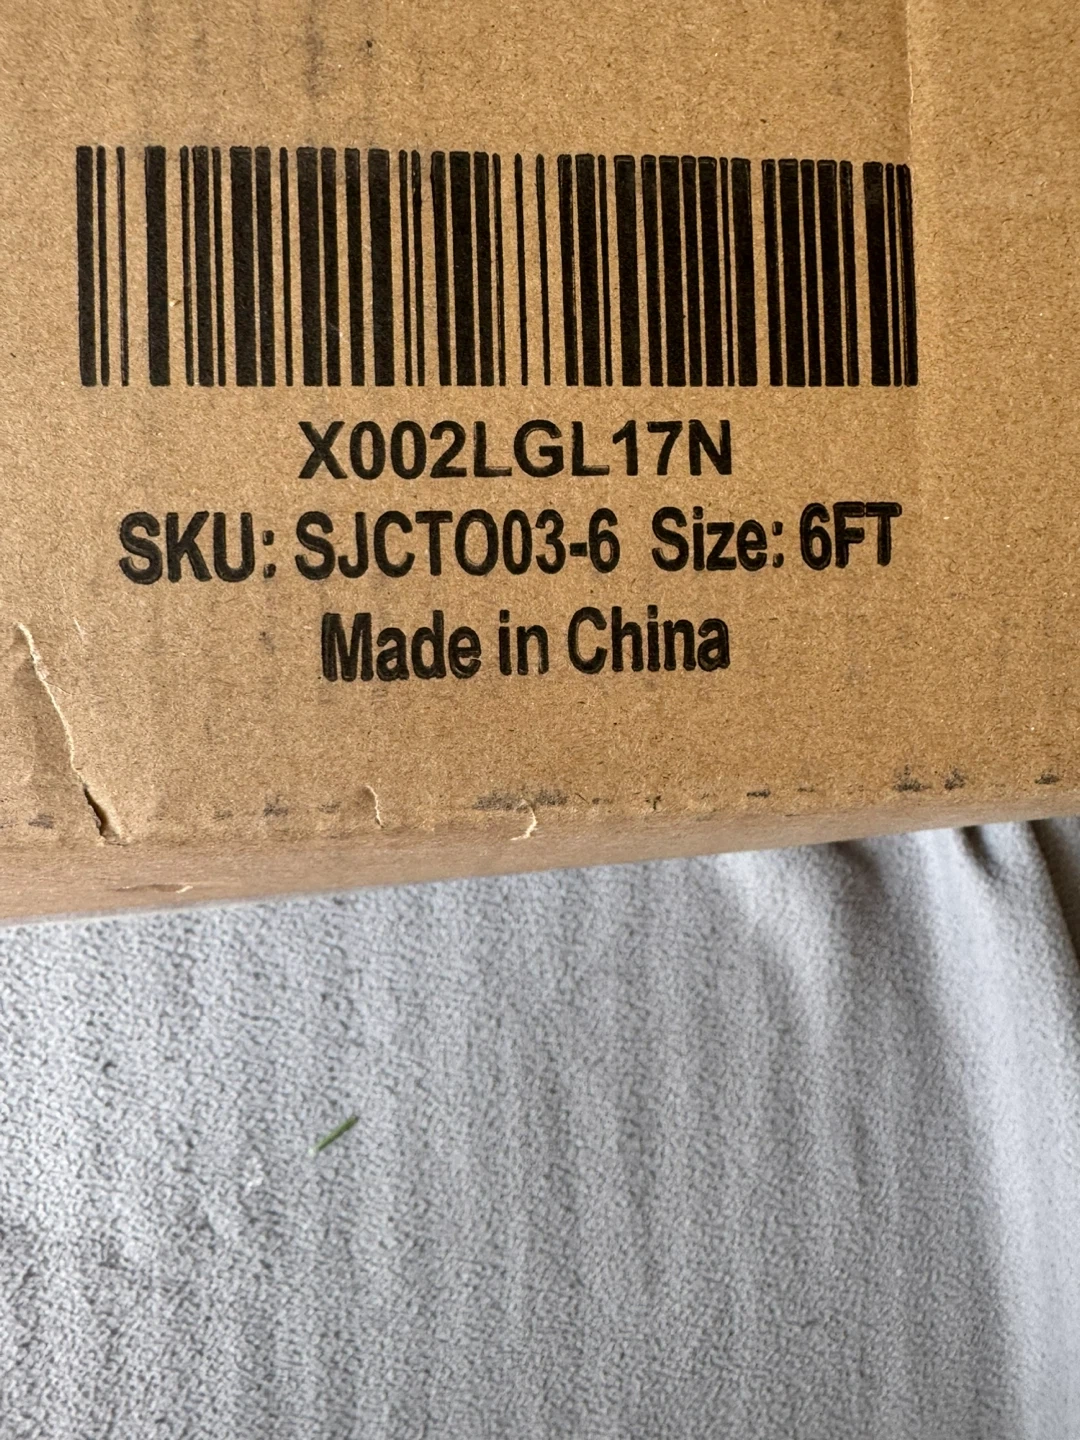 X002LGL17N
SKU: SJCTO03-6 Size: 6FT
Made in China